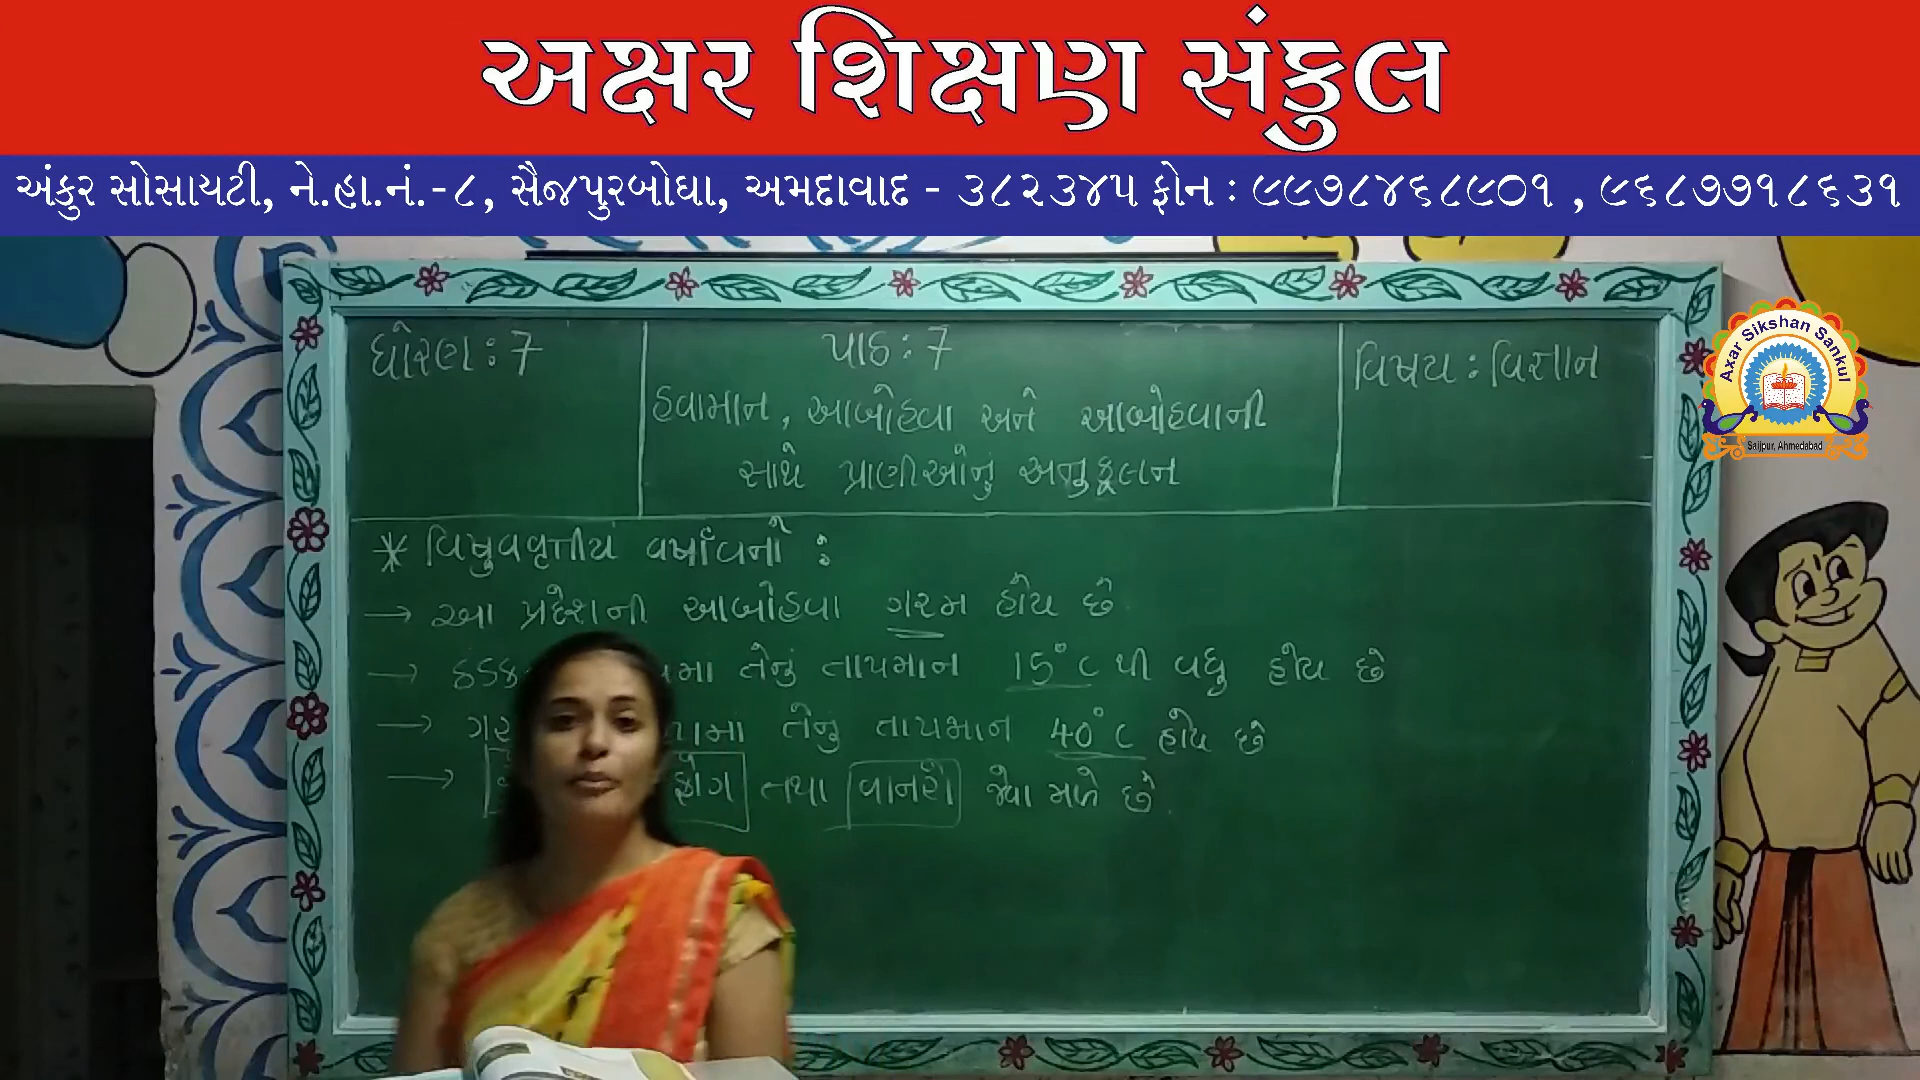 અક્ષર શિક્ષણ સંકુલ
અંકુર સોસાયટી, ને.હા.નં.-૮, સૈજપુરબોઘા, અમદાવાદ - ૩૮૨૩૪૫ ફોન : ૯૯૭૮૪૬૮૯૦૧ , ૯૬૮૭૭૧૮૬૩૧
Axar Sikshan Sankul
Saijpur, Ahmedabad
ધોરણ : 7
પાઠ : 7
વિષય : વિજ્ઞાન
હવામાન, આબોહવા અને આબોહવાની
સાથે પ્રાણીઓનું અનુકૂલન
* વિષુવવૃત્તીય વર્ષાવનો :
→ આ પ્રદેશની આબોહવા ગરમ હોય છે
→ તેનું તાપમાન 15°C થી વધુ હોય છે
→ તેનું તાપમાન 40°C હોય છે
→ તથા વાનરો જેવા મળે છે.